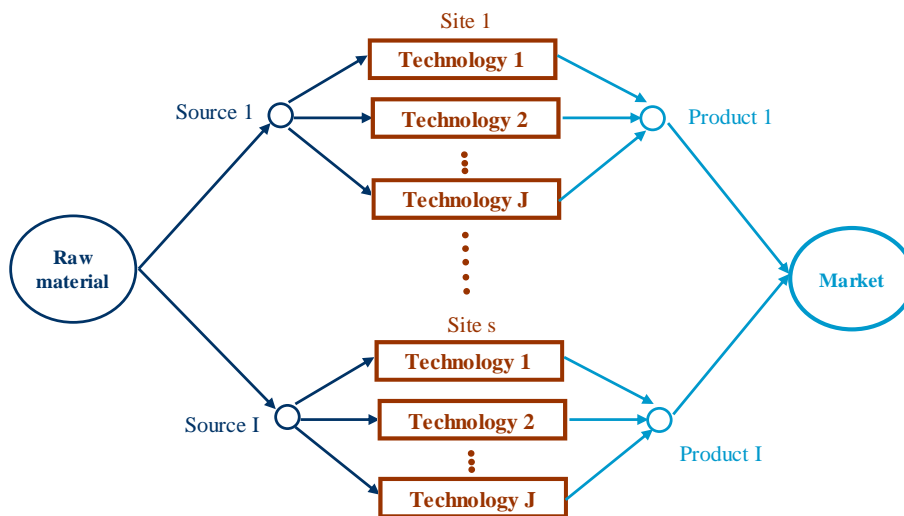 Site 1
Technology 1
Source 1
Technology 2
Product 1
Technology J
Raw
material
Market
Site s
Technology 1
Source I
Technology 2
Product I
Technology J